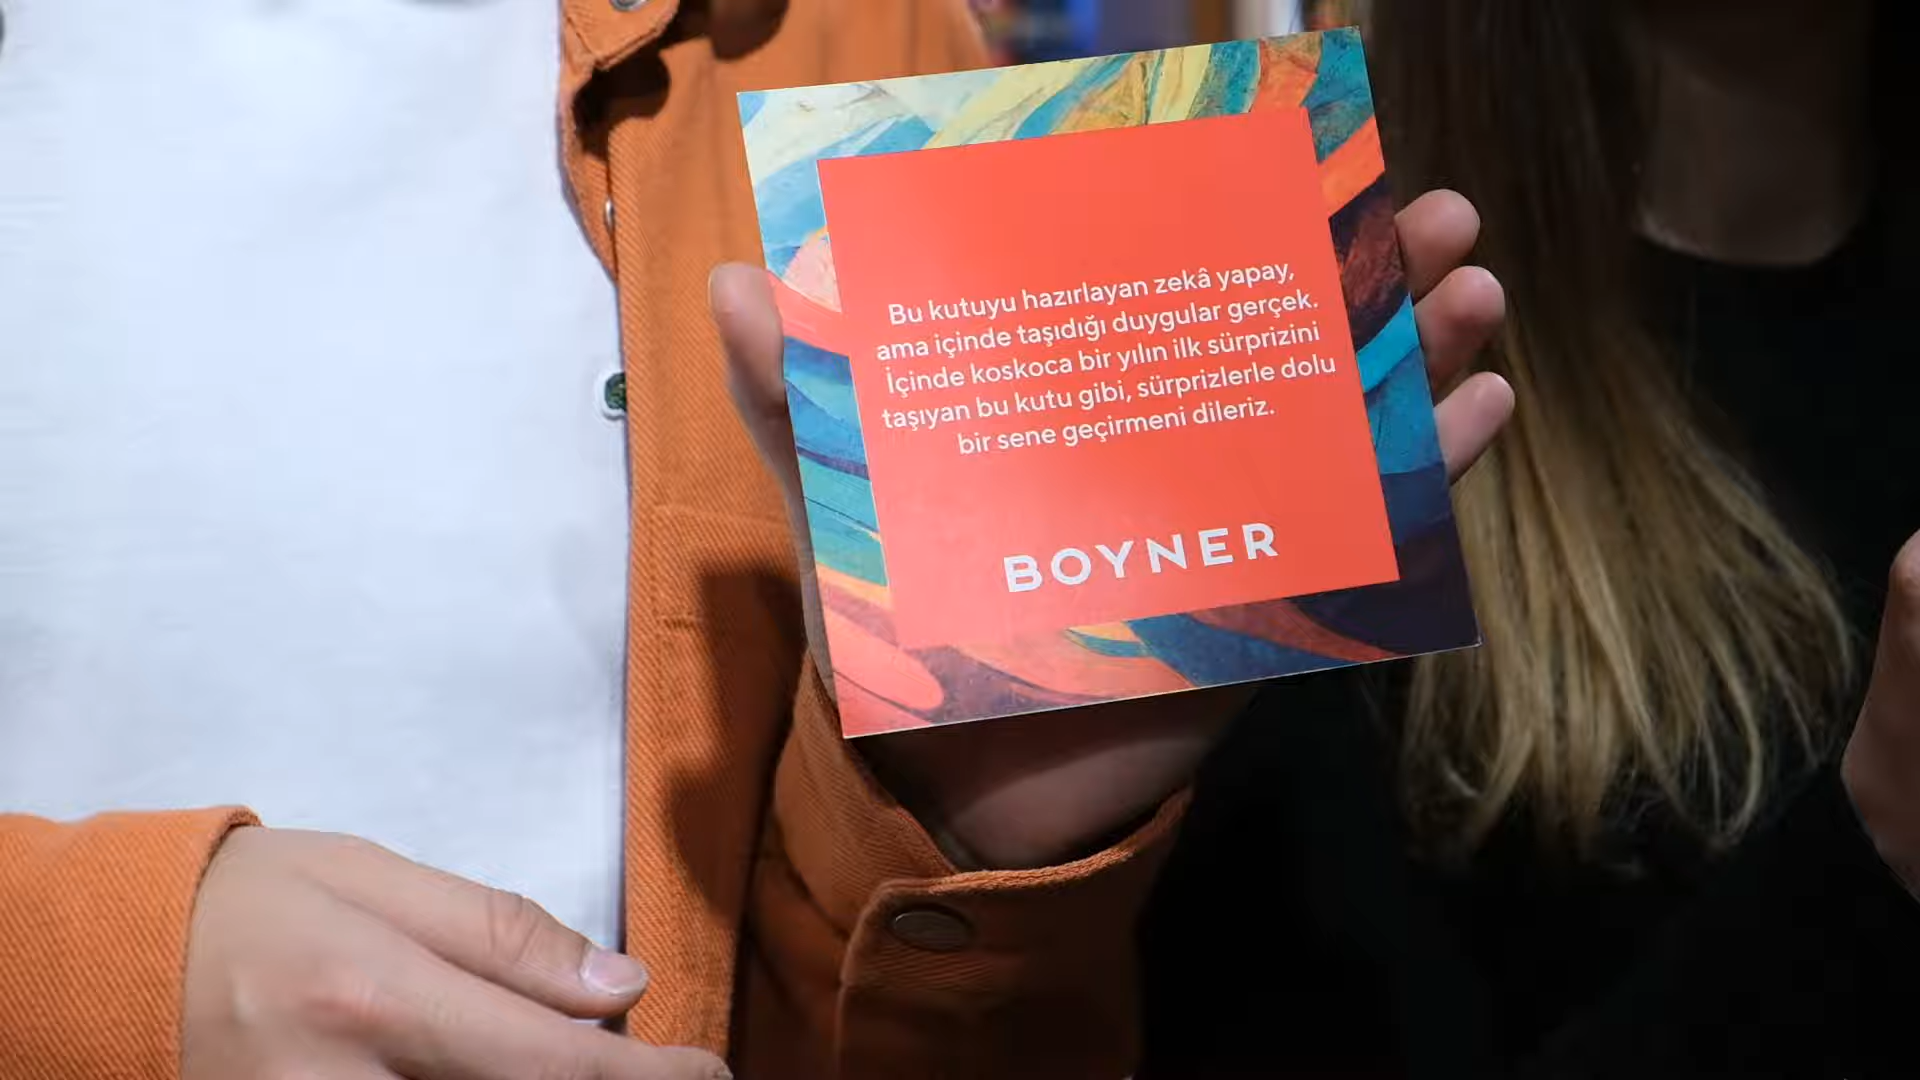 Bu kutuyu hazırlayan zekâ yapay,
ama içinde taşıdığı duygular gerçek.
İçinde koskoca bir yılın ilk sürprizini
taşıyan bu kutu gibi, sürprizlerle dolu
bir sene geçirmeni dileriz.
BOYNER